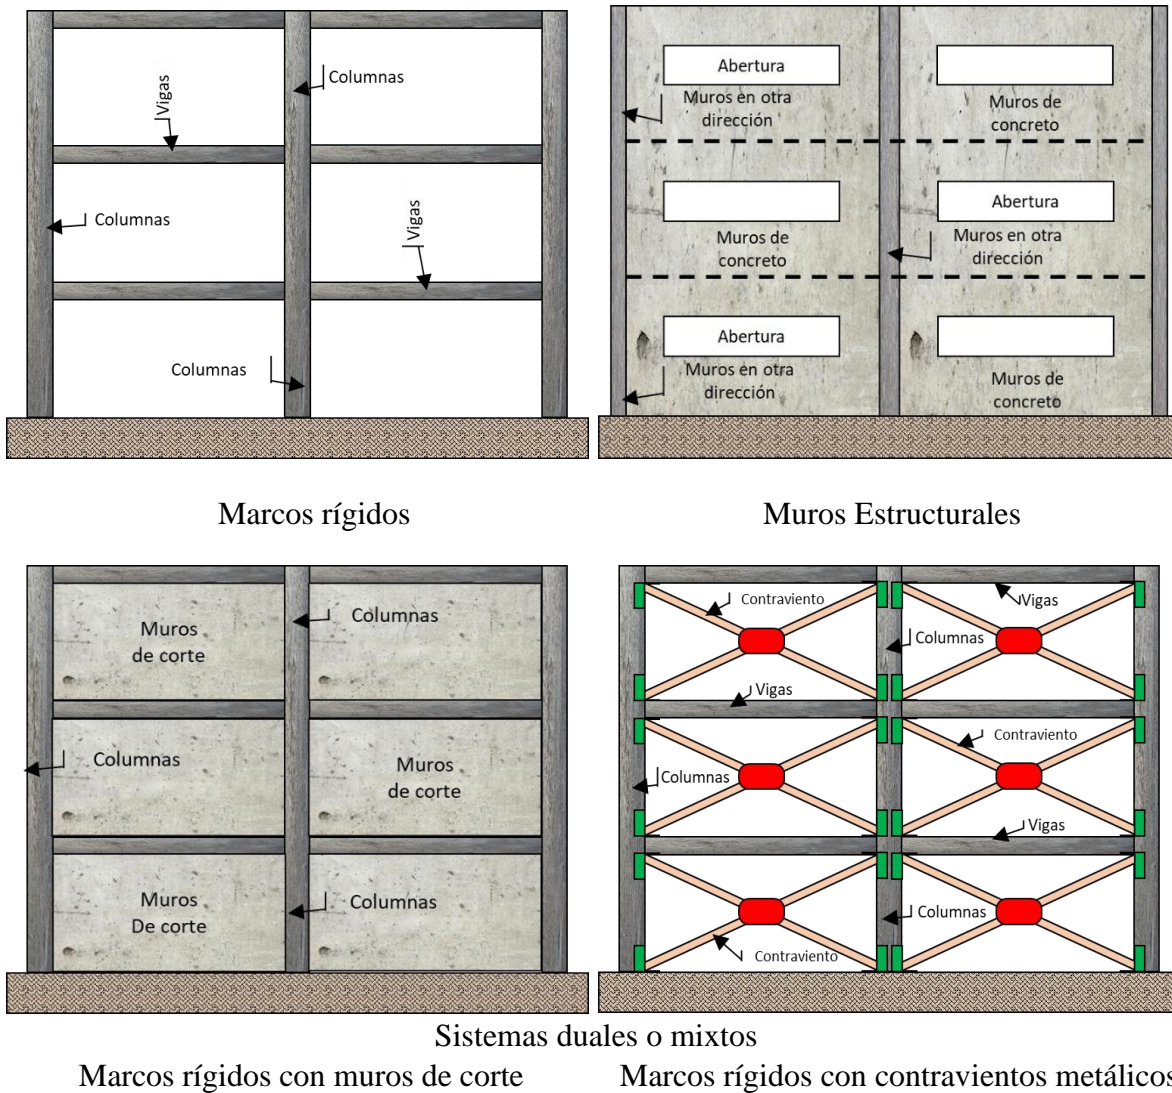 Vigas
Columnas
Columnas
Vigas
Columnas
Abertura
Muros en otra
dirección
Muros de
concreto
Muros de
concreto
Abertura
Muros en otra
dirección
Abertura
Muros en otra
dirección
Muros de
concreto
Marcos rígidos
Muros Estructurales
Muros
de corte
Columnas
Columnas
Muros
de corte
Muros
De corte
Columnas
Contraviento
Vigas
Columnas
Vigas
Contraviento
Columnas
Vigas
Columnas
Contraviento
Sistemas duales o mixtos
Marcos rígidos con muros de corte
Marcos rígidos con contravientos metálicos